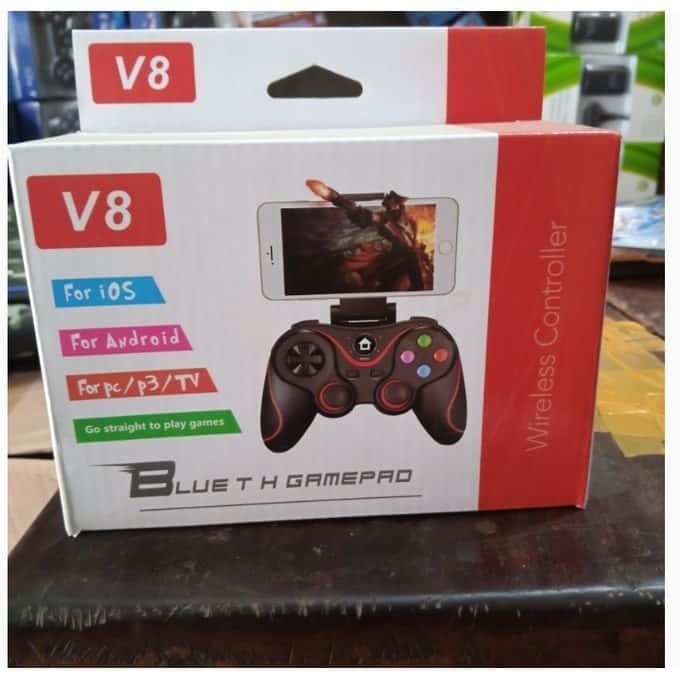 V8
V8
For iOS
For Android
For pc/p3/TV
Go straight to play games
BLUE T H GAMEPAD
Wireless Controller